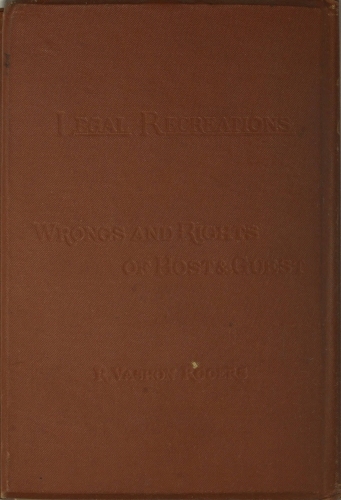 LEGAL RECREATIONS
WRONGS AND RIGHTS
OF HOST & GUEST
R. VASHON ROGERS